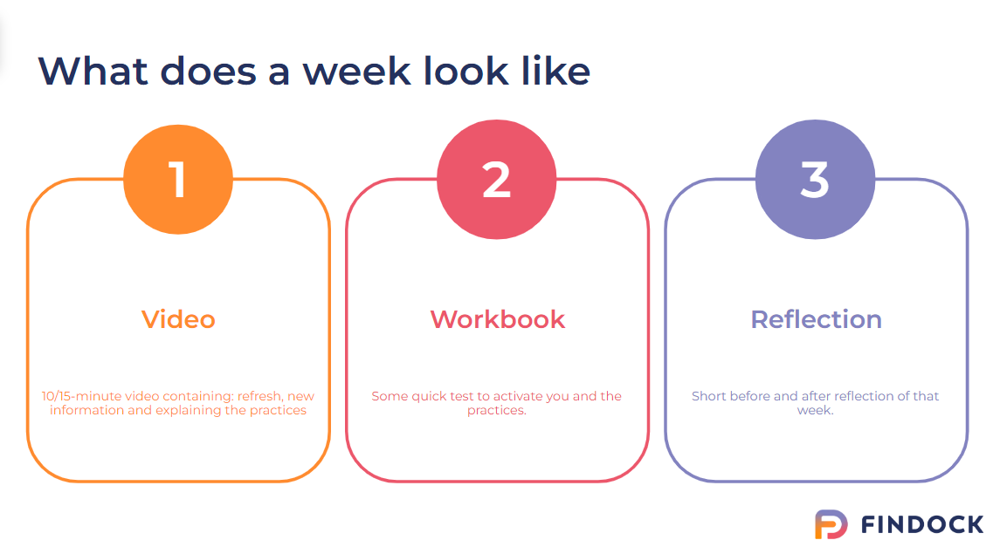 What does a week look like
1
2
3
Video
Workbook
Reflection
10/15-minute video containing: refresh, new
information and explaining the practices
Some quick test to activate you and the
practices.
Short before and after reflection of that
week.
FINDOCK